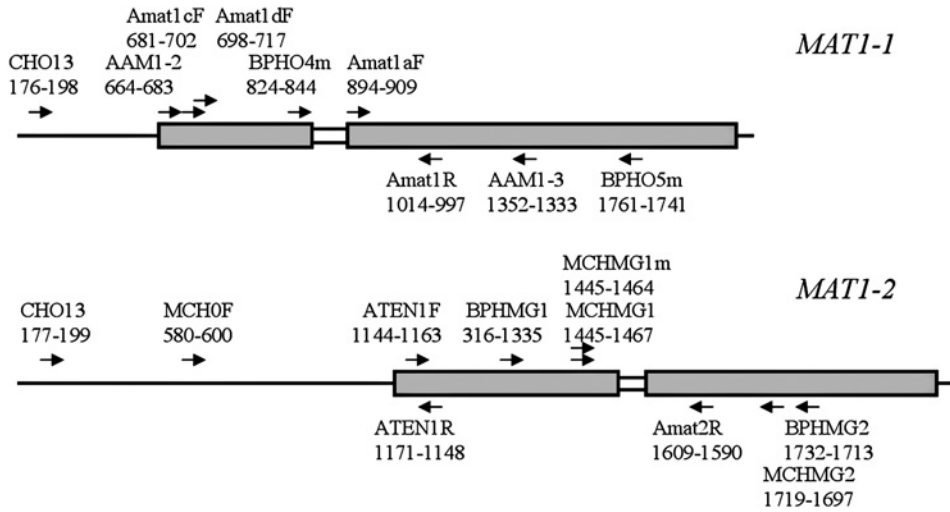 Amat1cF Amat1dF
681-702 698-717
MAT1-1
CHO13 AAM1-2 BPHO4m Amat1aF
176-198 664-683 824-844 894-909
Amat1R AAM1-3 BPHO5m
1014-997 1352-1333 1761-1741
MCHMG1m
1445-1464
MAT1-2
CHO13 MCH0F ATEN1F BPHMG1 MCHMG1
177-199 580-600 1144-1163 316-1335 1445-1467
ATEN1R Amat2R BPHMG2
1171-1148 1609-1590 1732-1713
MCHMG2
1719-1697